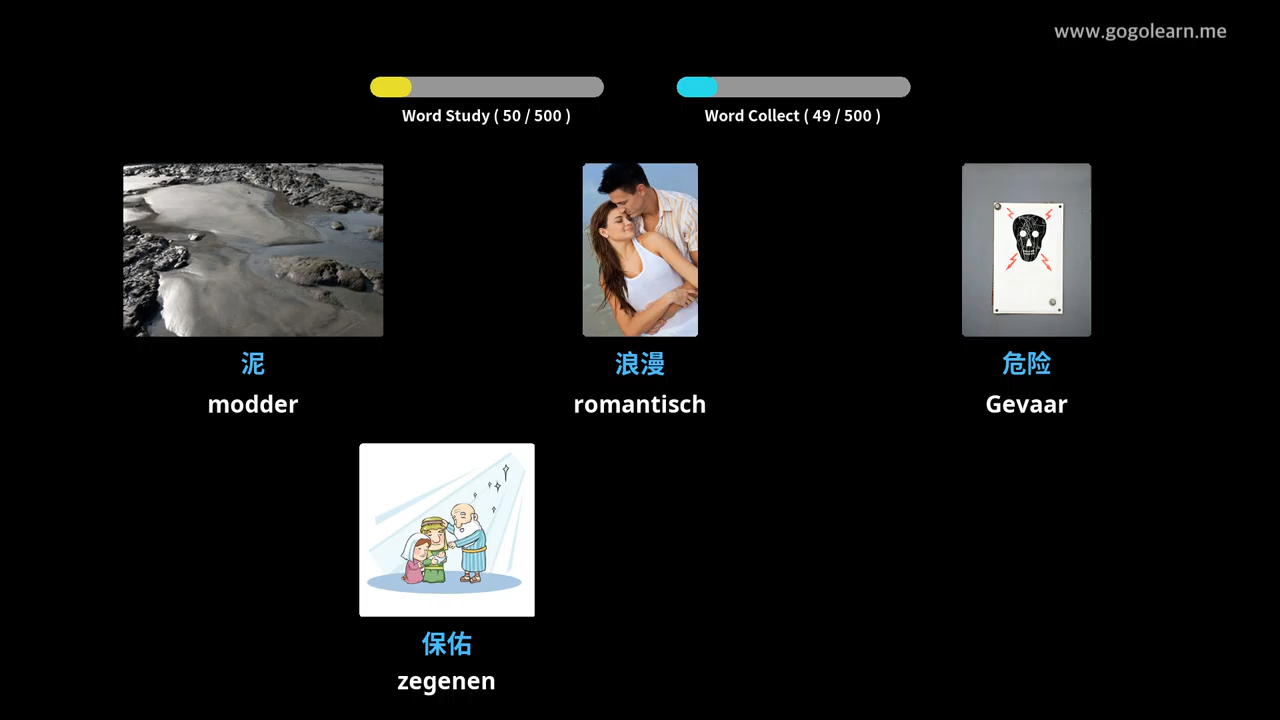 www.gogolearn.me
Word Study ( 50 / 500 )
Word Collect ( 49 / 500 )
泥
modder
浪漫
romantisch
危险
Gevaar
保佑
zegenen